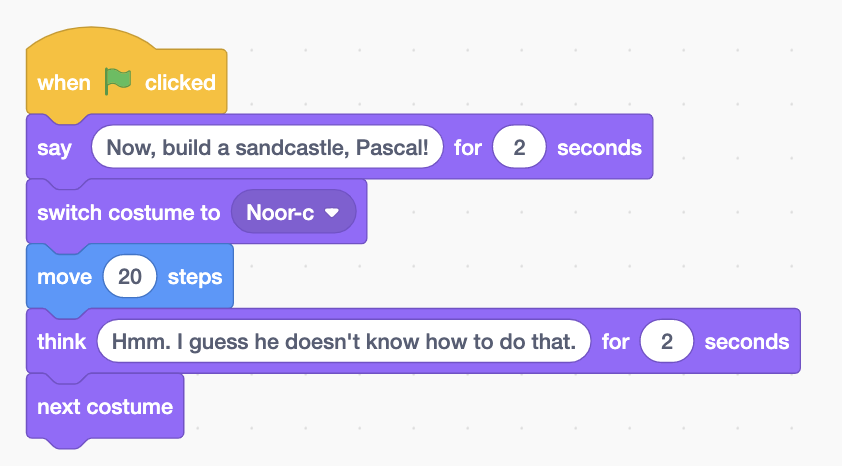 when clicked
say Now, build a sandcastle, Pascal! for 2 seconds
switch costume to Noor-c
move 20 steps
think Hmm. I guess he doesn't know how to do that. for 2 seconds
next costume